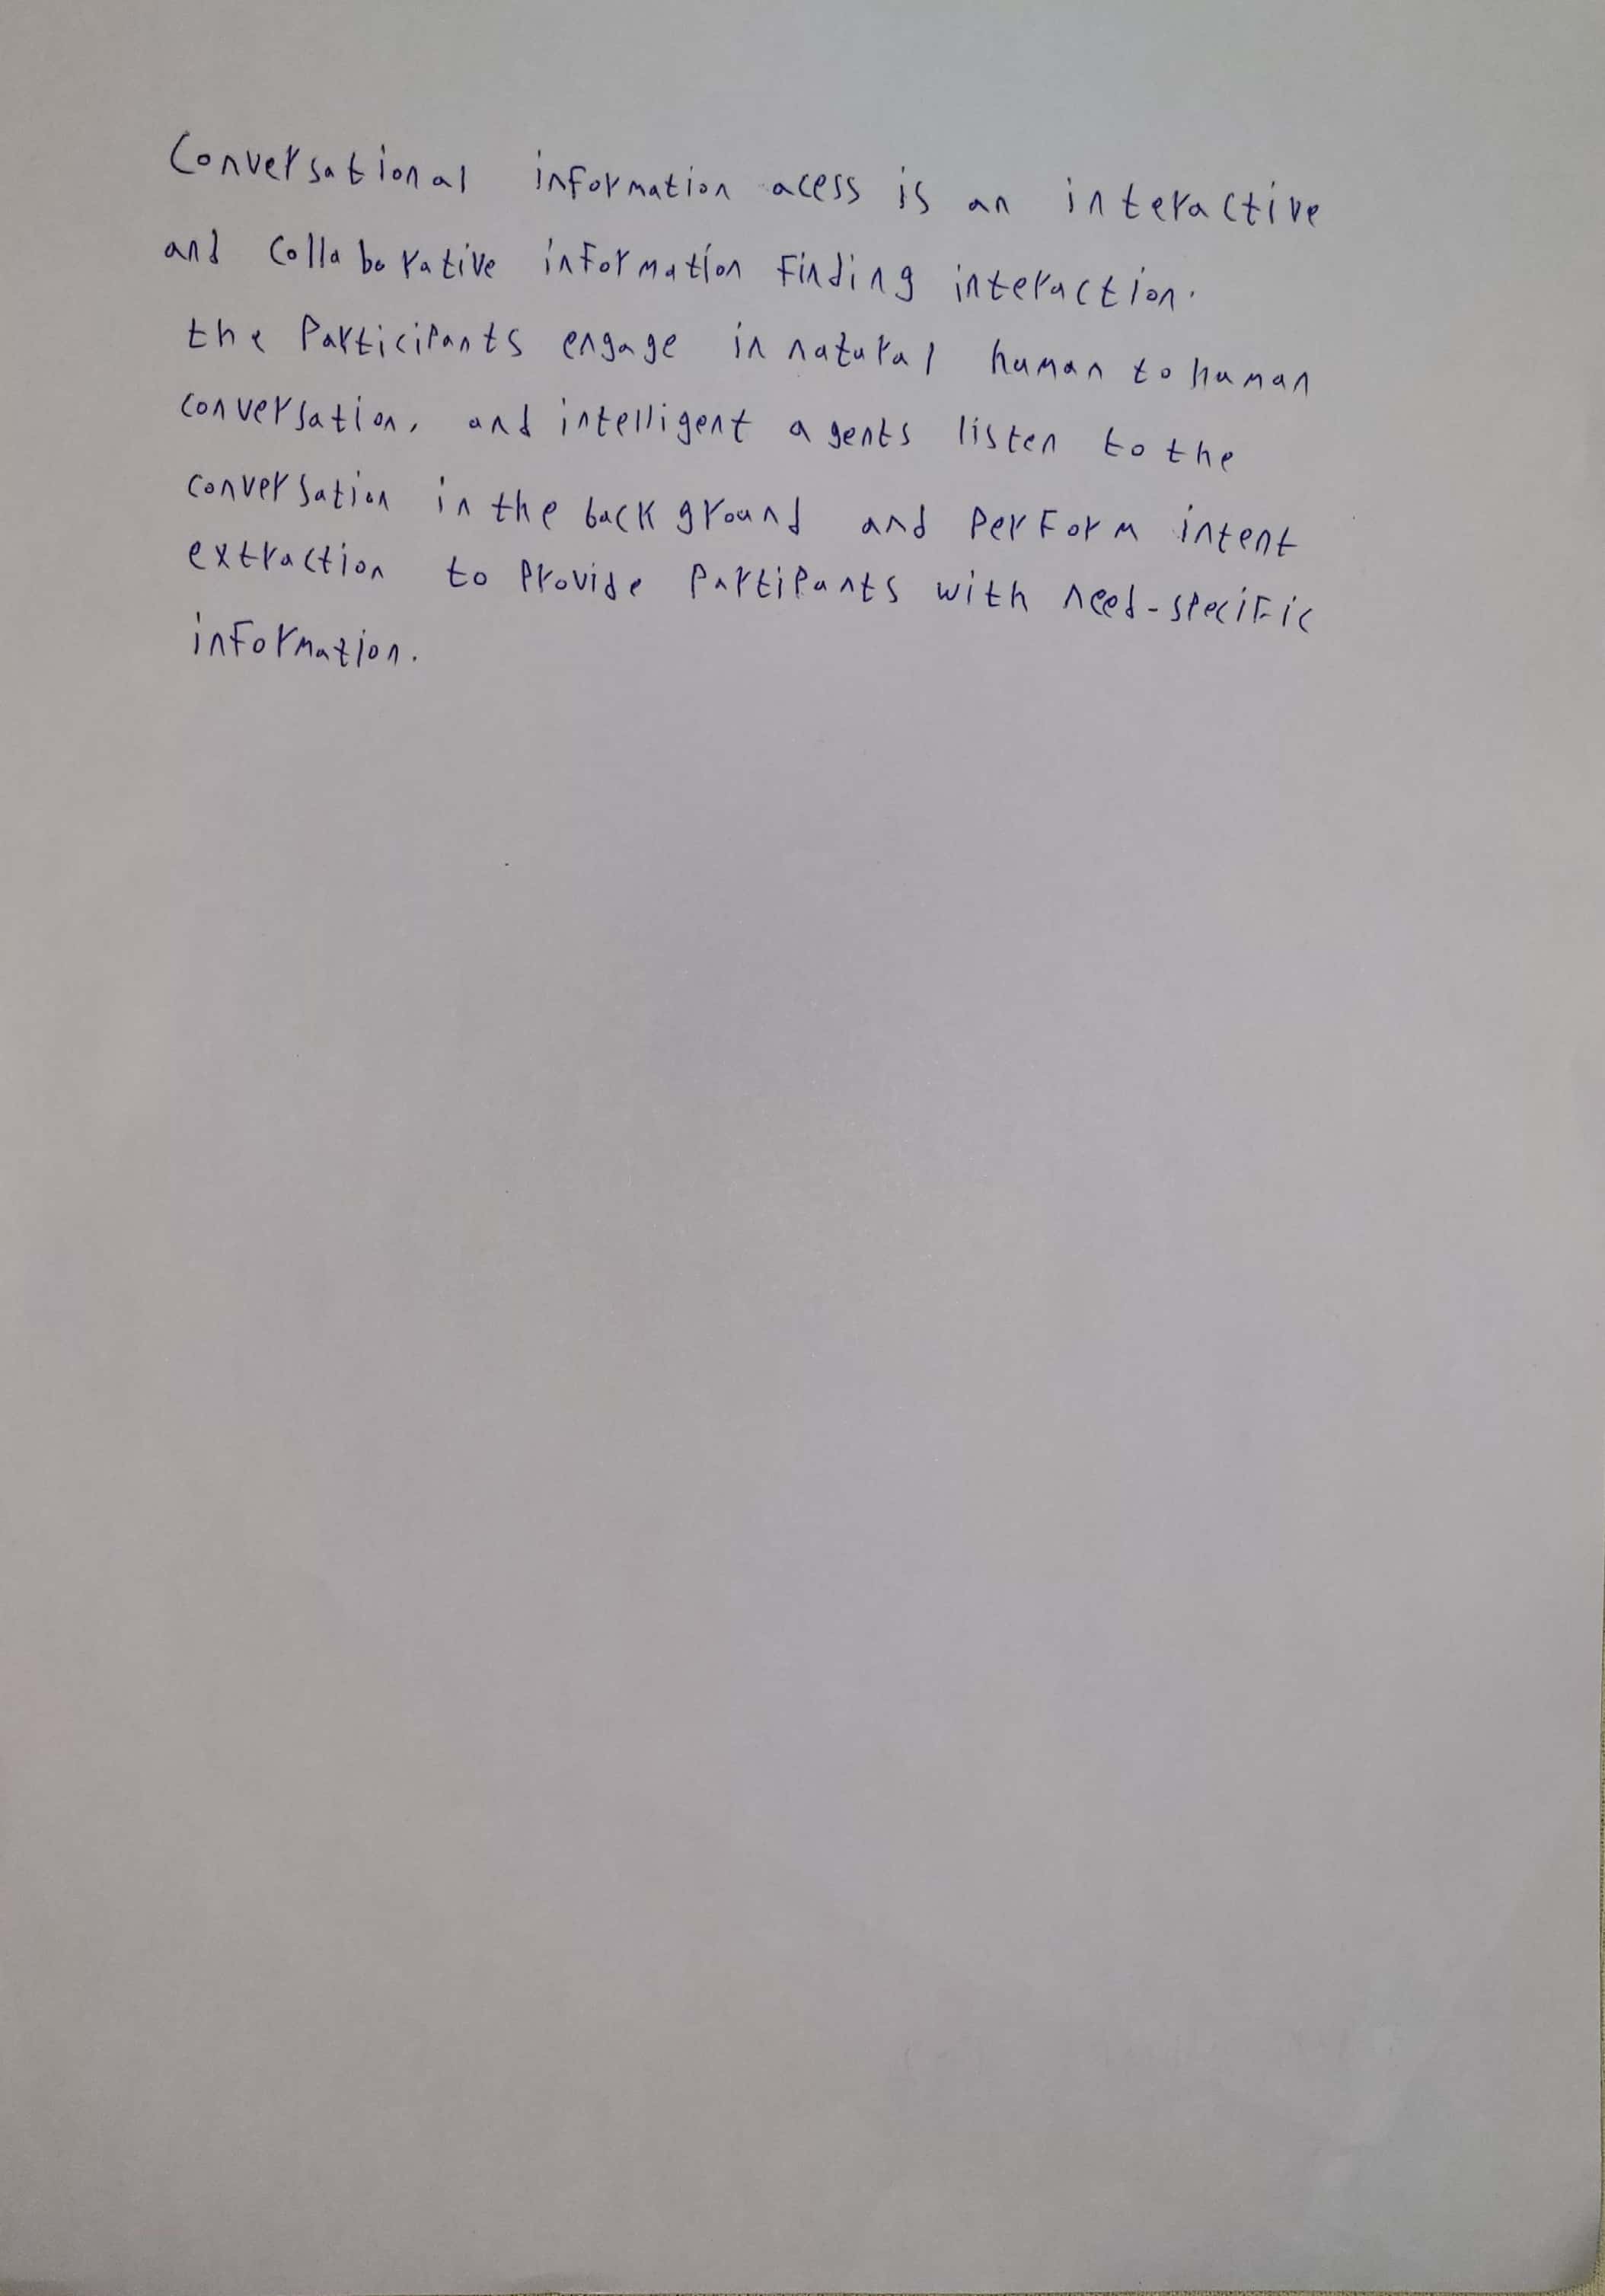 Conversational information acess is an interactive
and collaborative information finding interaction.
the Participants engage in natural human to human
conversation, and intelligent agents listen to the
conversation in the background and perform intent
extraction to provide Partipants with need-specific
information.